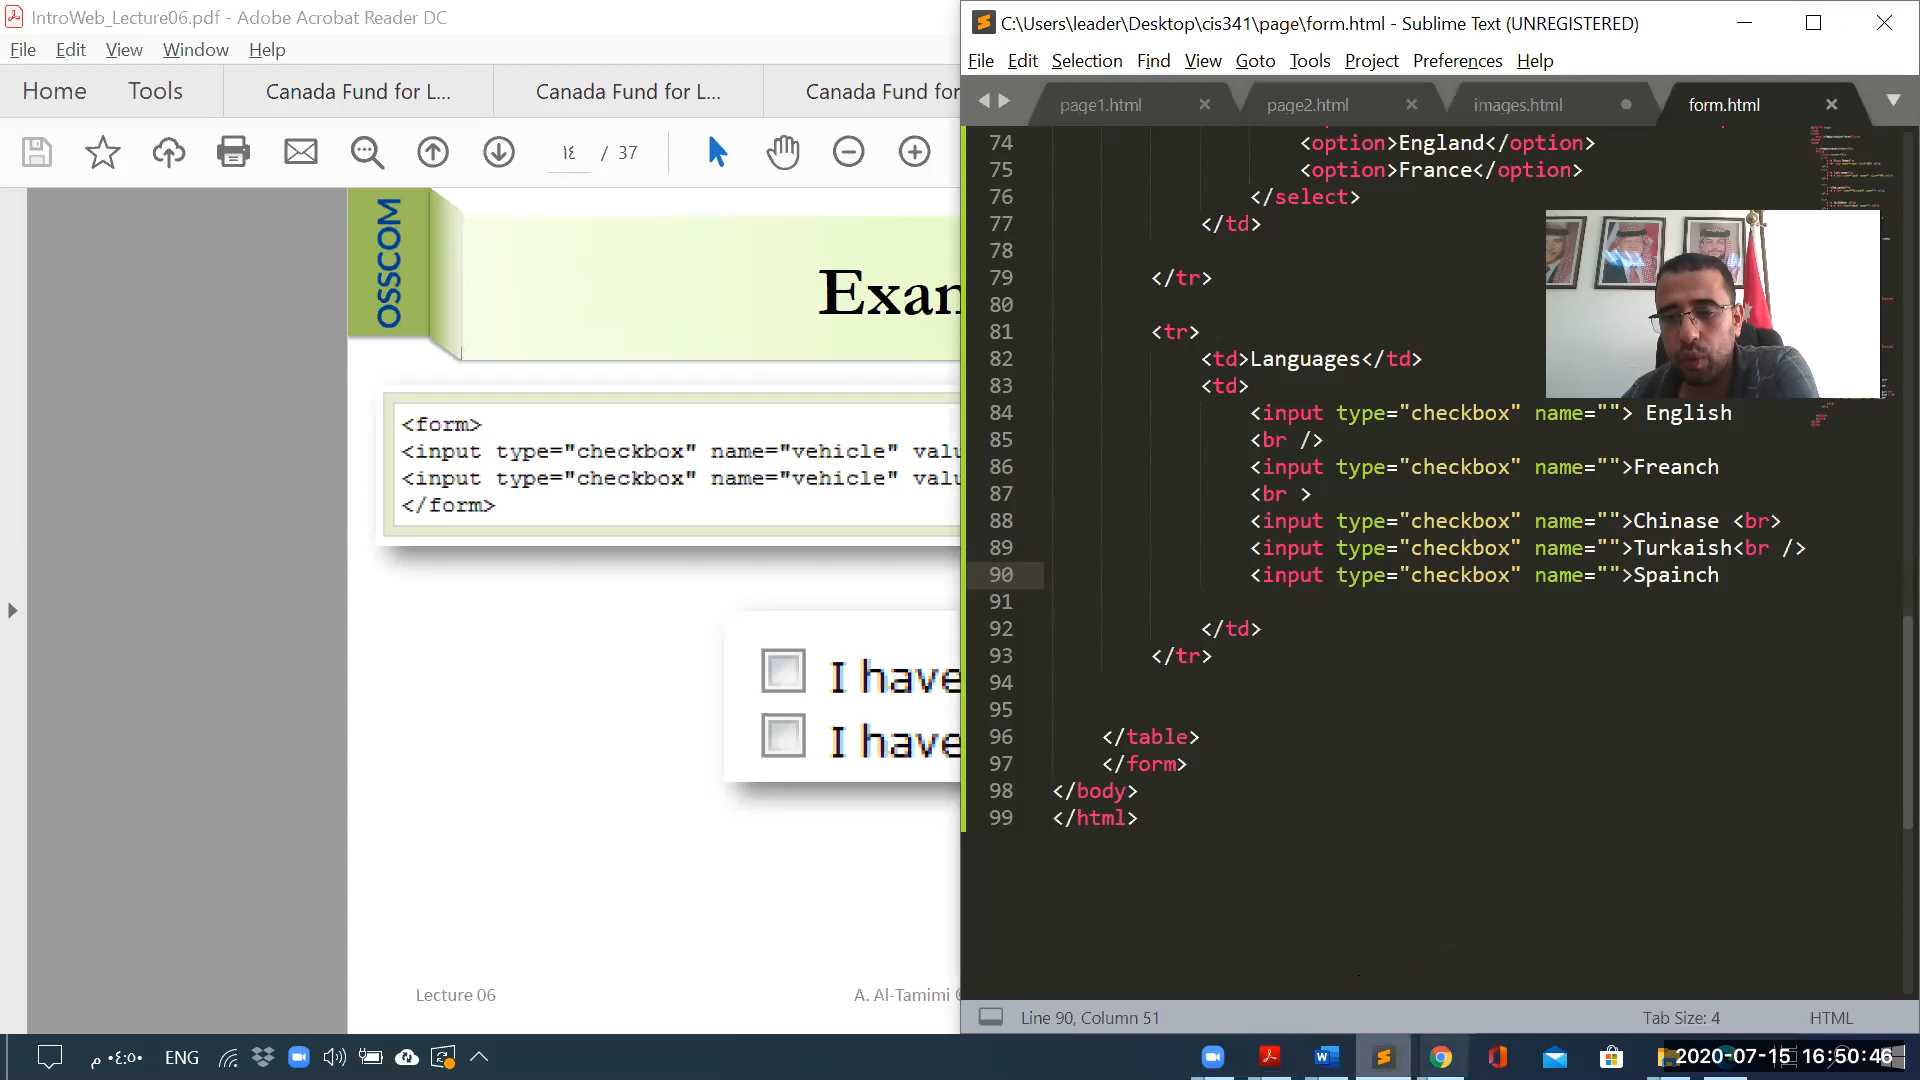 IntroWeb_Lecture06.pdf - Adobe Acrobat Reader DC
File Edit View Window Help
Home Tools Canada Fund for L... Canada Fund for L... Canada Fund for
١٤ / 37
OSSCOM
Exan
<form>
<input type="checkbox" name="vehicle" valu
<input type="checkbox" name="vehicle" valu
</form>
I have
I have
Lecture 06
A. Al-Tamimi ©
C:\Users\leader\Desktop\cis341\page\form.html - Sublime Text (UNREGISTERED)
File Edit Selection Find View Goto Tools Project Preferences Help
page1.html page2.html images.html form.html
74 <option>England</option>
75 <option>France</option>
76 </select>
77 </td>
78
79 </tr>
80
81 <tr>
82 <td>Languages</td>
83 <td>
84 <input type="checkbox" name=""> English
85 <br />
86 <input type="checkbox" name="">Freanch
87 <br >
88 <input type="checkbox" name="">Chinase <br>
89 <input type="checkbox" name="">Turkaish<br />
90 <input type="checkbox" name="">Spainch
91
92 </td>
93 </tr>
94
95
96 </table>
97 </form>
98 </body>
99 </html>
Line 90, Column 51
Tab Size: 4
HTML
٠٤:٥٠ م
ENG
2020-07-15 16:50:46